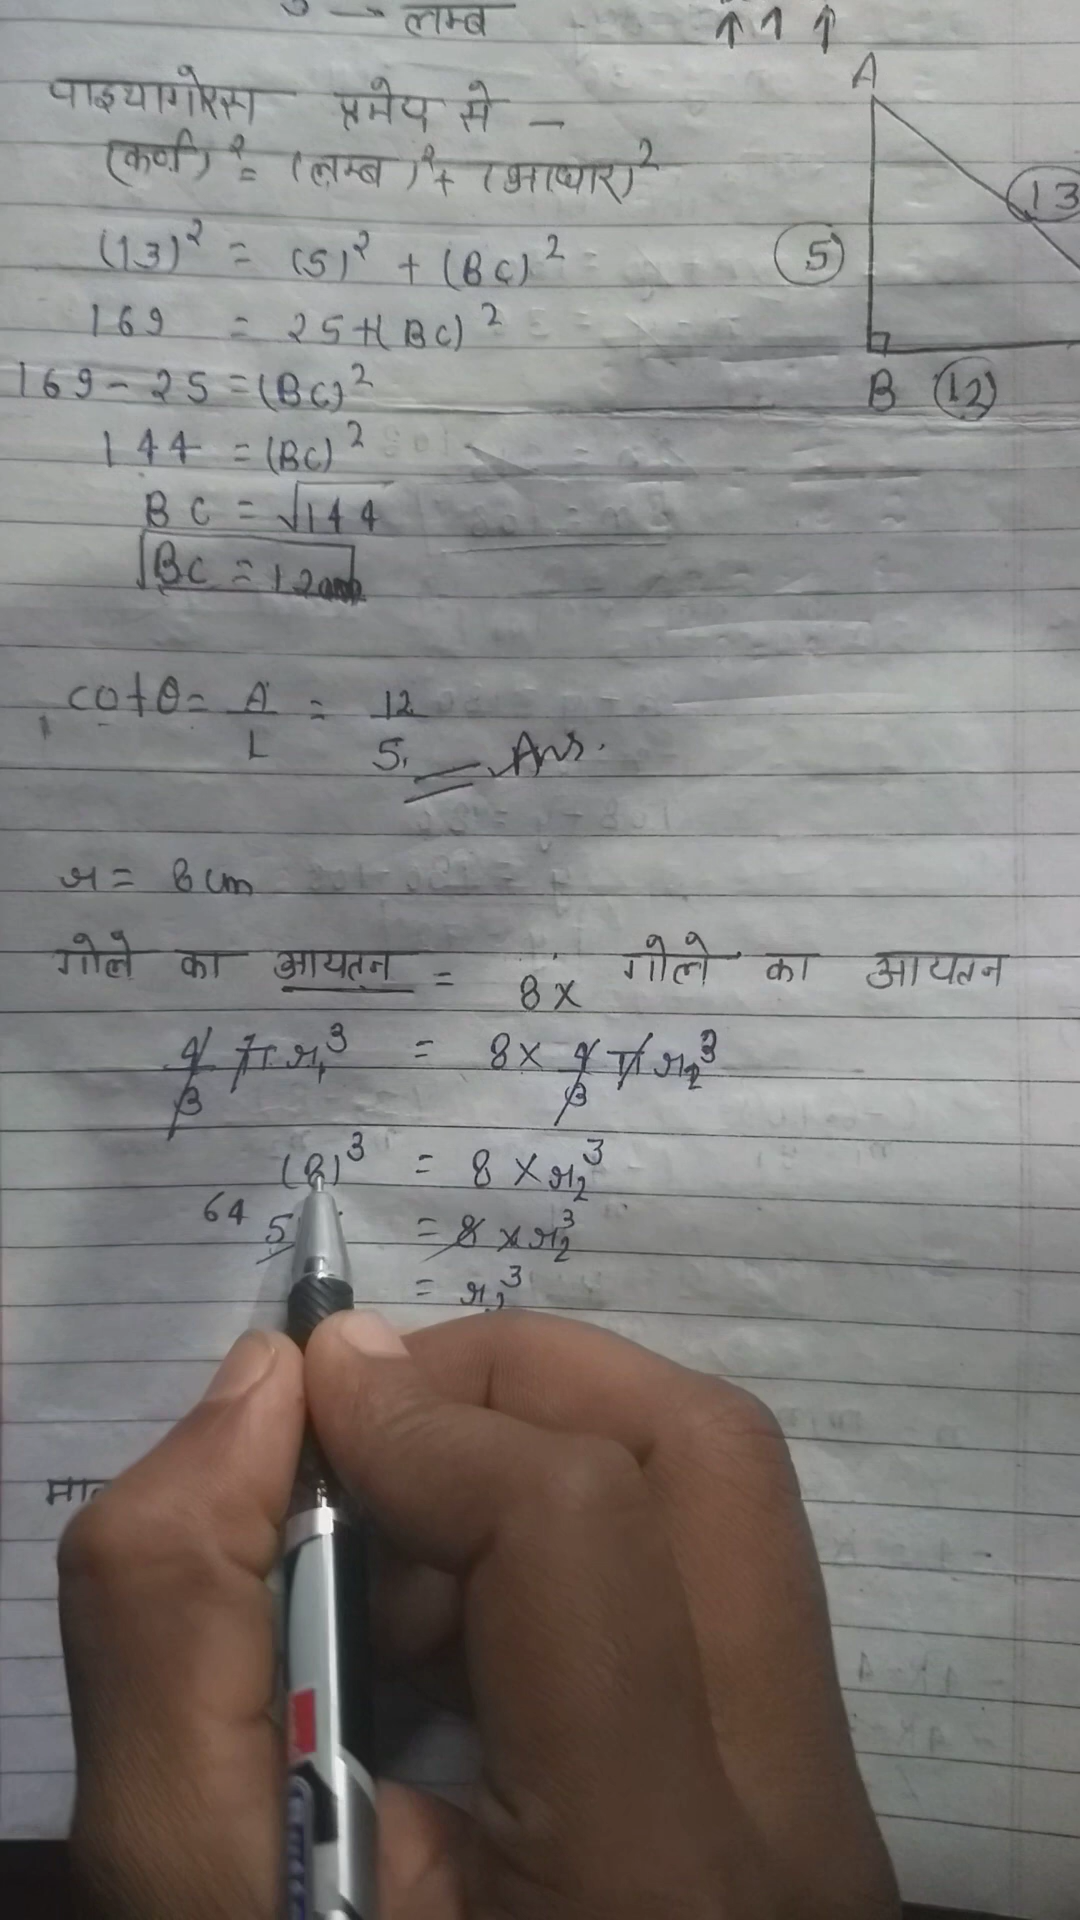 — लम्ब
↑ ↑ ↑
पाइथागोरस प्रमेय से —
(कर्ण)² = (लम्ब)² + (आधार)²
(13)² = (5)² + (BC)²
169 = 25+(BC)²
169 - 25 = (BC)²
144 = (BC)²
BC = √144
BC = 12
A
13
5
B 12
cotθ = A/L = 12/5 Ans.
r = 8 cm
गोले का आयतन = 8 × गोले का आयतन
4/3 π r₁³ = 8 × 4/3 π r₂³
(8)³ = 8 × r₂³
64 5 = 8 × r₂³
= r₂³